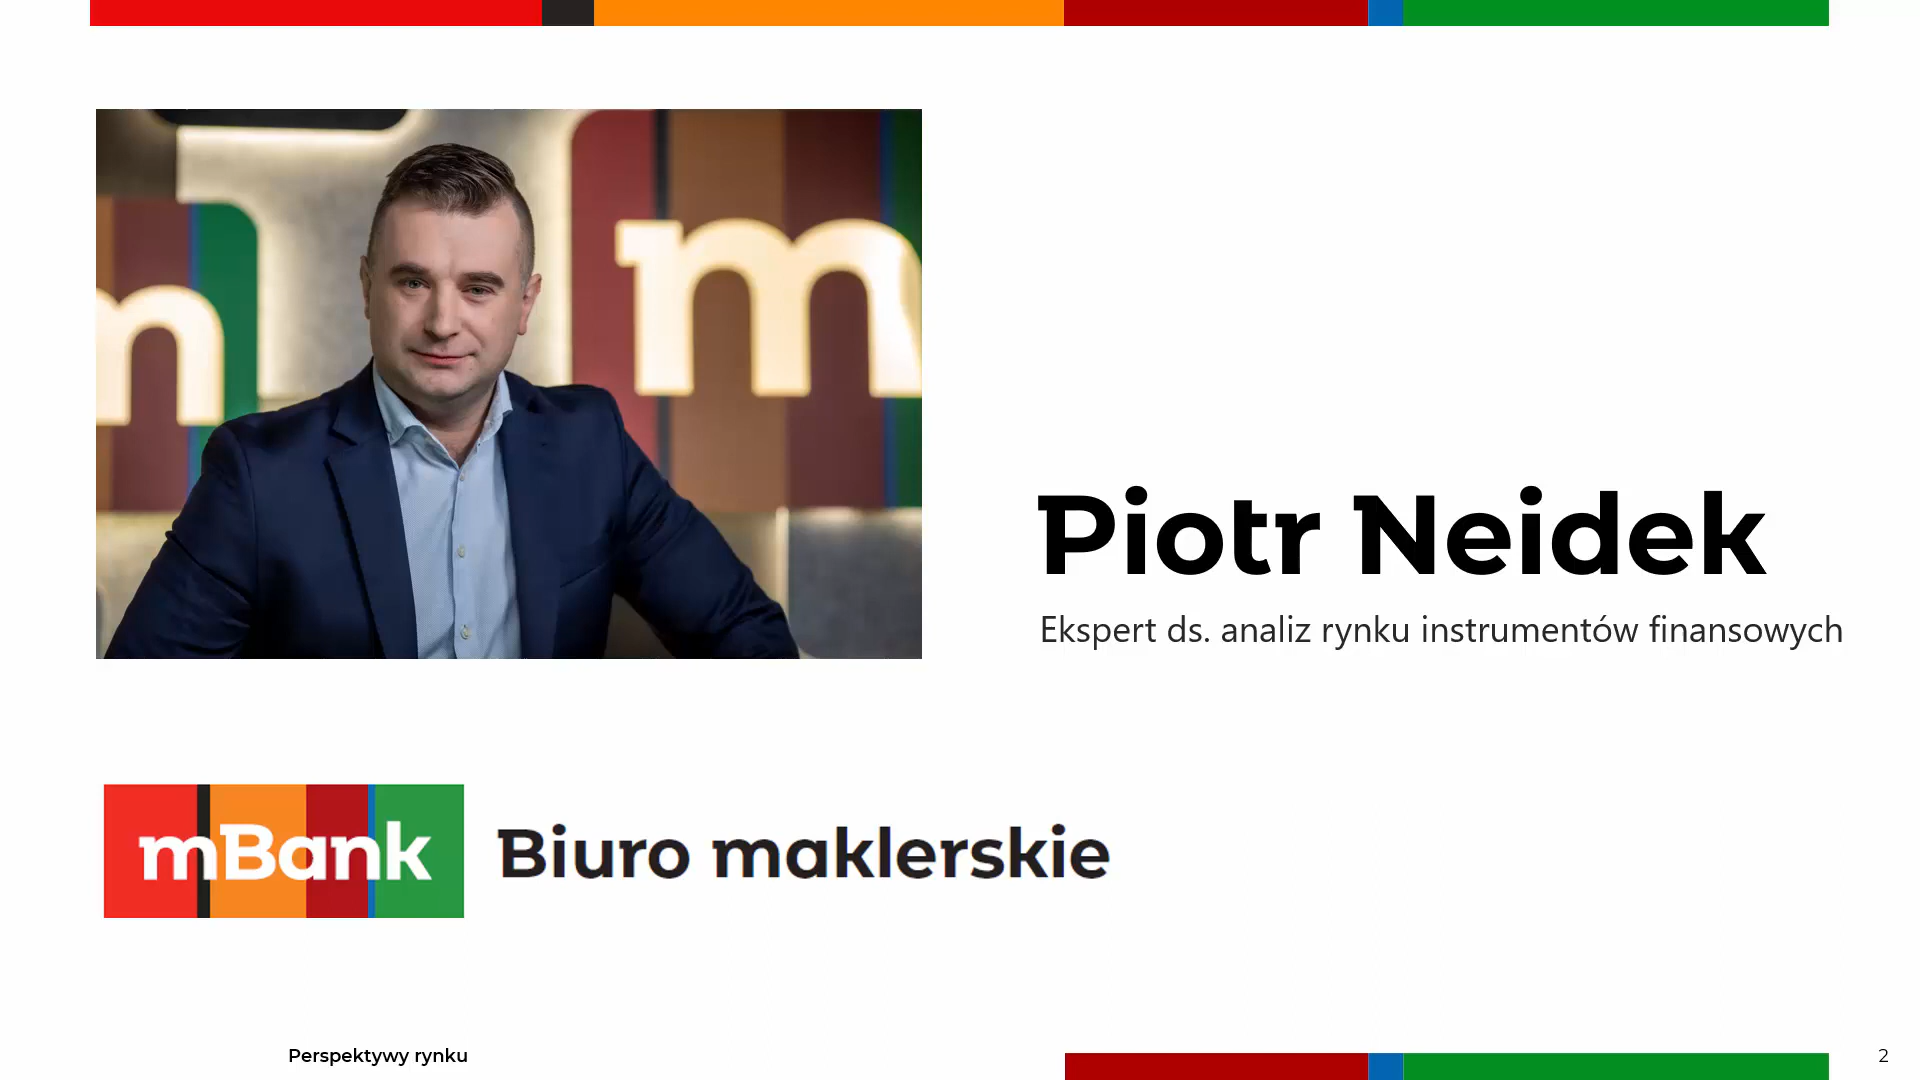 m
m
Piotr Neidek
Ekspert ds. analiz rynku instrumentów finansowych
mBank Biuro maklerskie
Perspektywy rynku
2